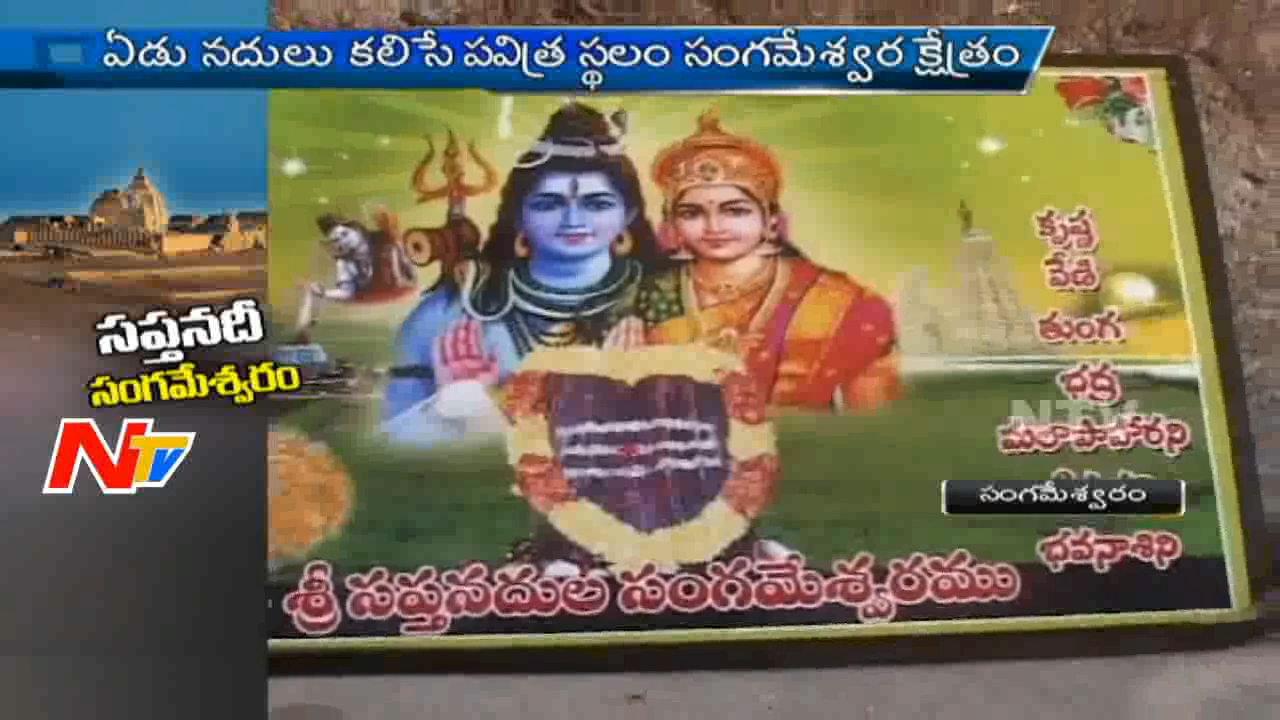 ఏడు నదులు కలిసే పవిత్ర స్థలం సంగమేశ్వర క్షేత్రం
సప్తనదీ
సంగమేశ్వరం
NTV
కృష్ణ
వేణి
తుంగ
భద్ర
NTV
మలాపహారిణి
సంగమేశ్వరం
భవనాశిని
శ్రీ సప్తనదుల సంగమేశ్వరము